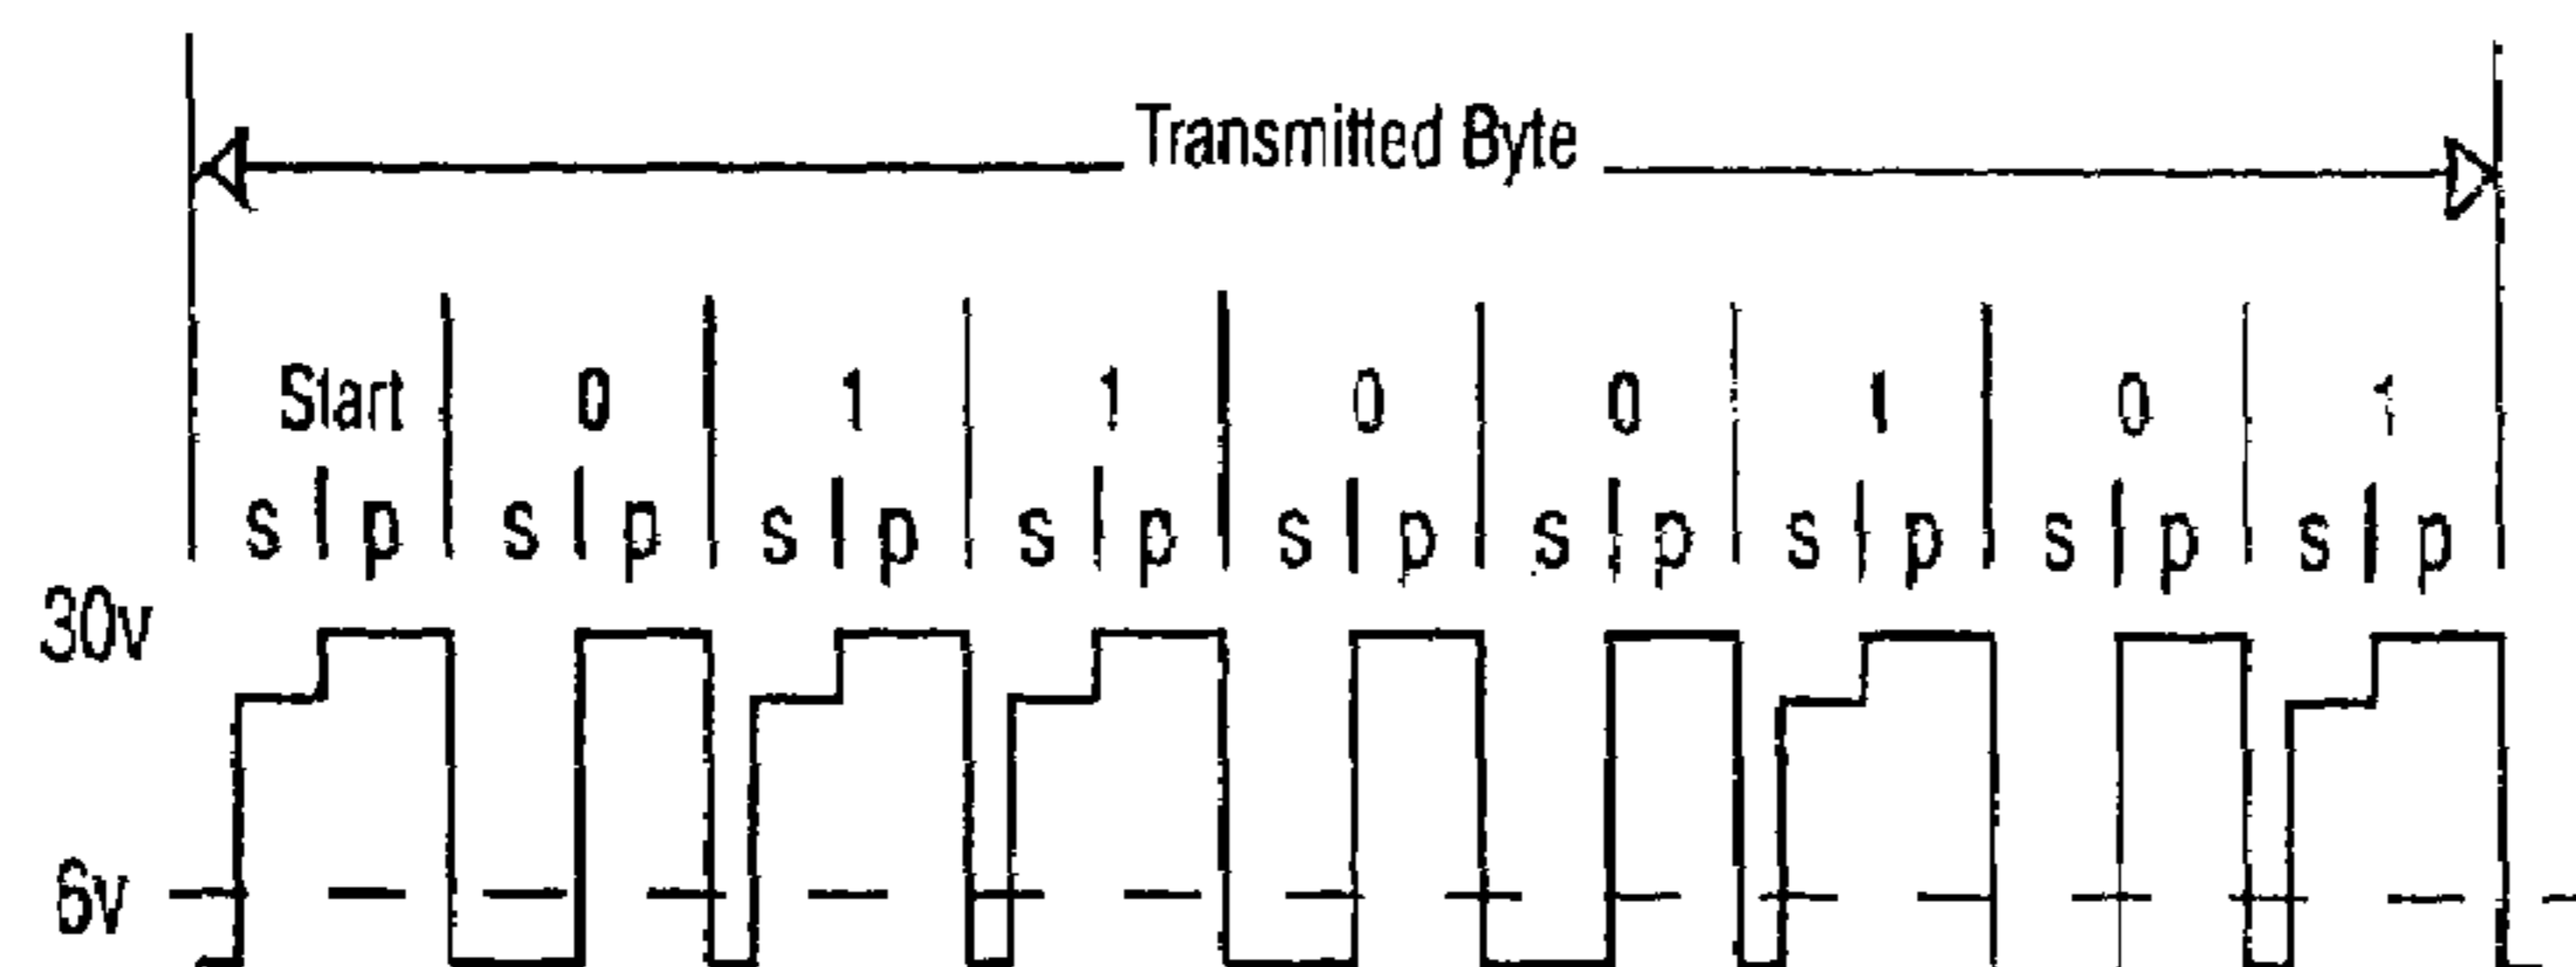 Transmitted Byte
Start 0 1 1 0 0 1 0 1
s p s p s p s p s p s p s p s p s p
30v
6v